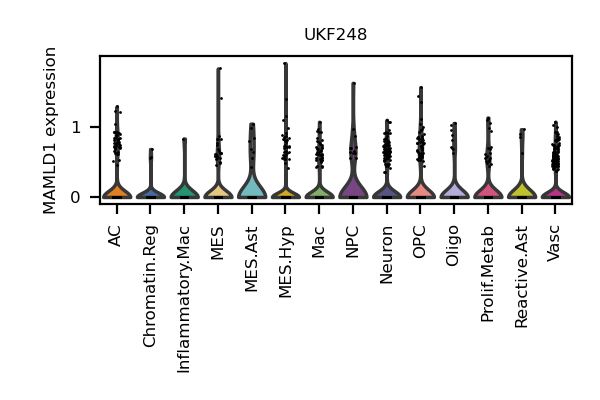 UKF248
MAMLD1 expression
1
0
AC
Chromatin.Reg
Inflammatory.Mac
MES
MES.Ast
MES.Hyp
Mac
NPC
Neuron
OPC
Oligo
Prolif.Metab
Reactive.Ast
Vasc